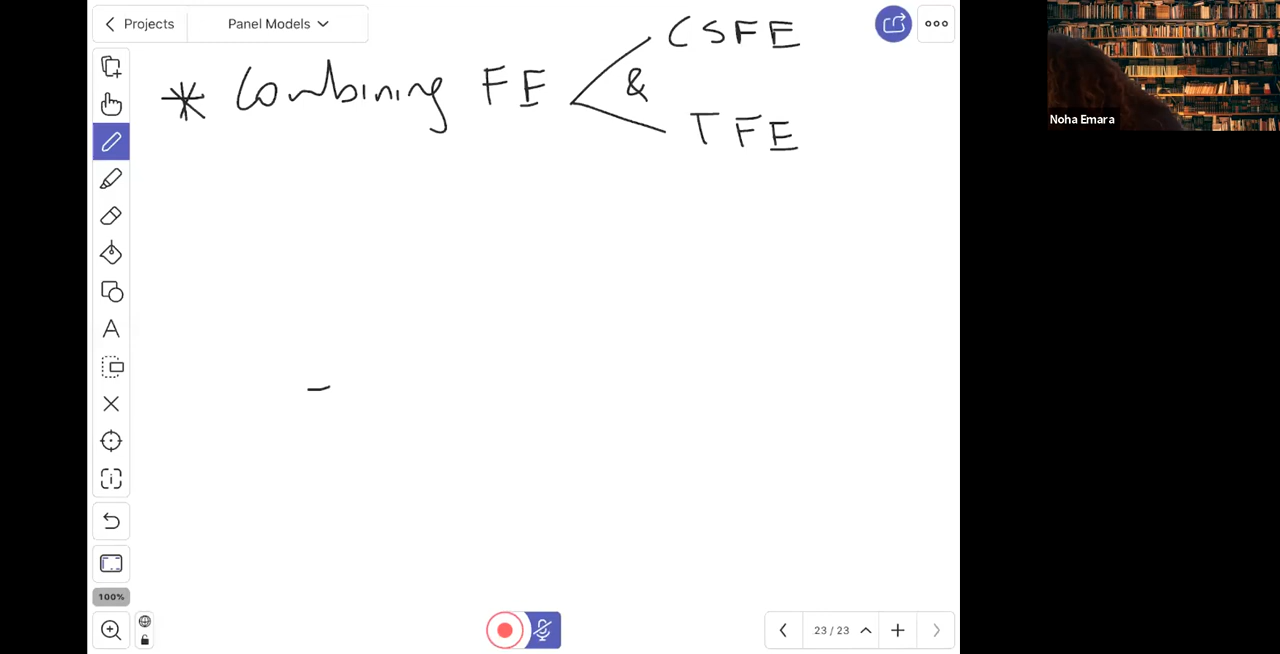 Projects
Panel Models
* Combining FE
CSFE
&
TFE
Noha Emara
A
100%
23 / 23